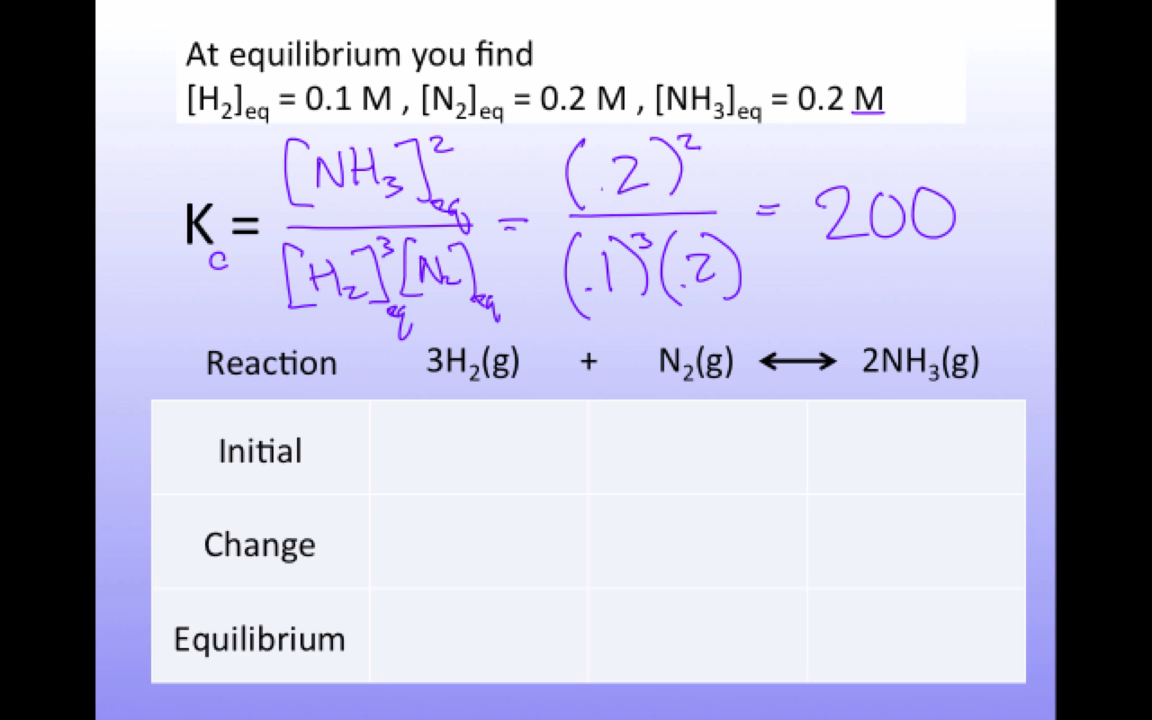 At equilibrium you find
[H₂]eq = 0.1 M , [N₂]eq = 0.2 M , [NH₃]eq = 0.2 M
Kc = [NH₃]²eq / [H₂]³eq [N₂]eq = (.2)² / (.1)³(.2) = 200
Reaction 3H₂(g) + N₂(g) ⟷ 2NH₃(g)
Initial
Change
Equilibrium